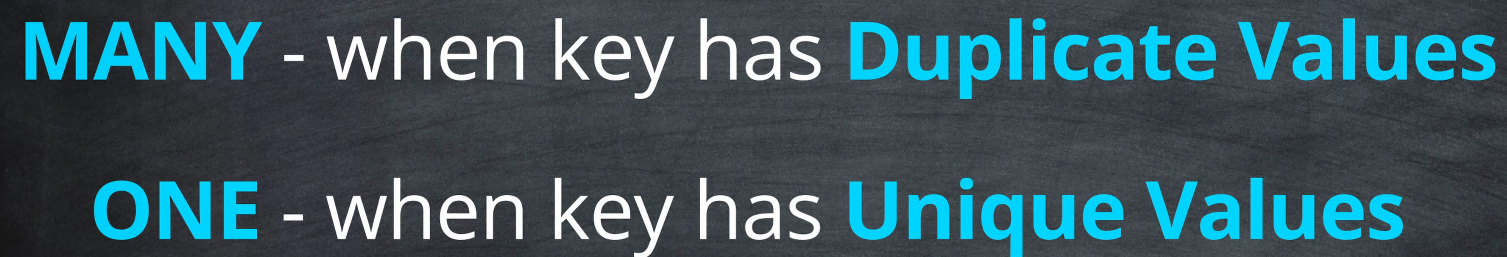 MANY - when key has Duplicate Values
ONE - when key has Unique Values